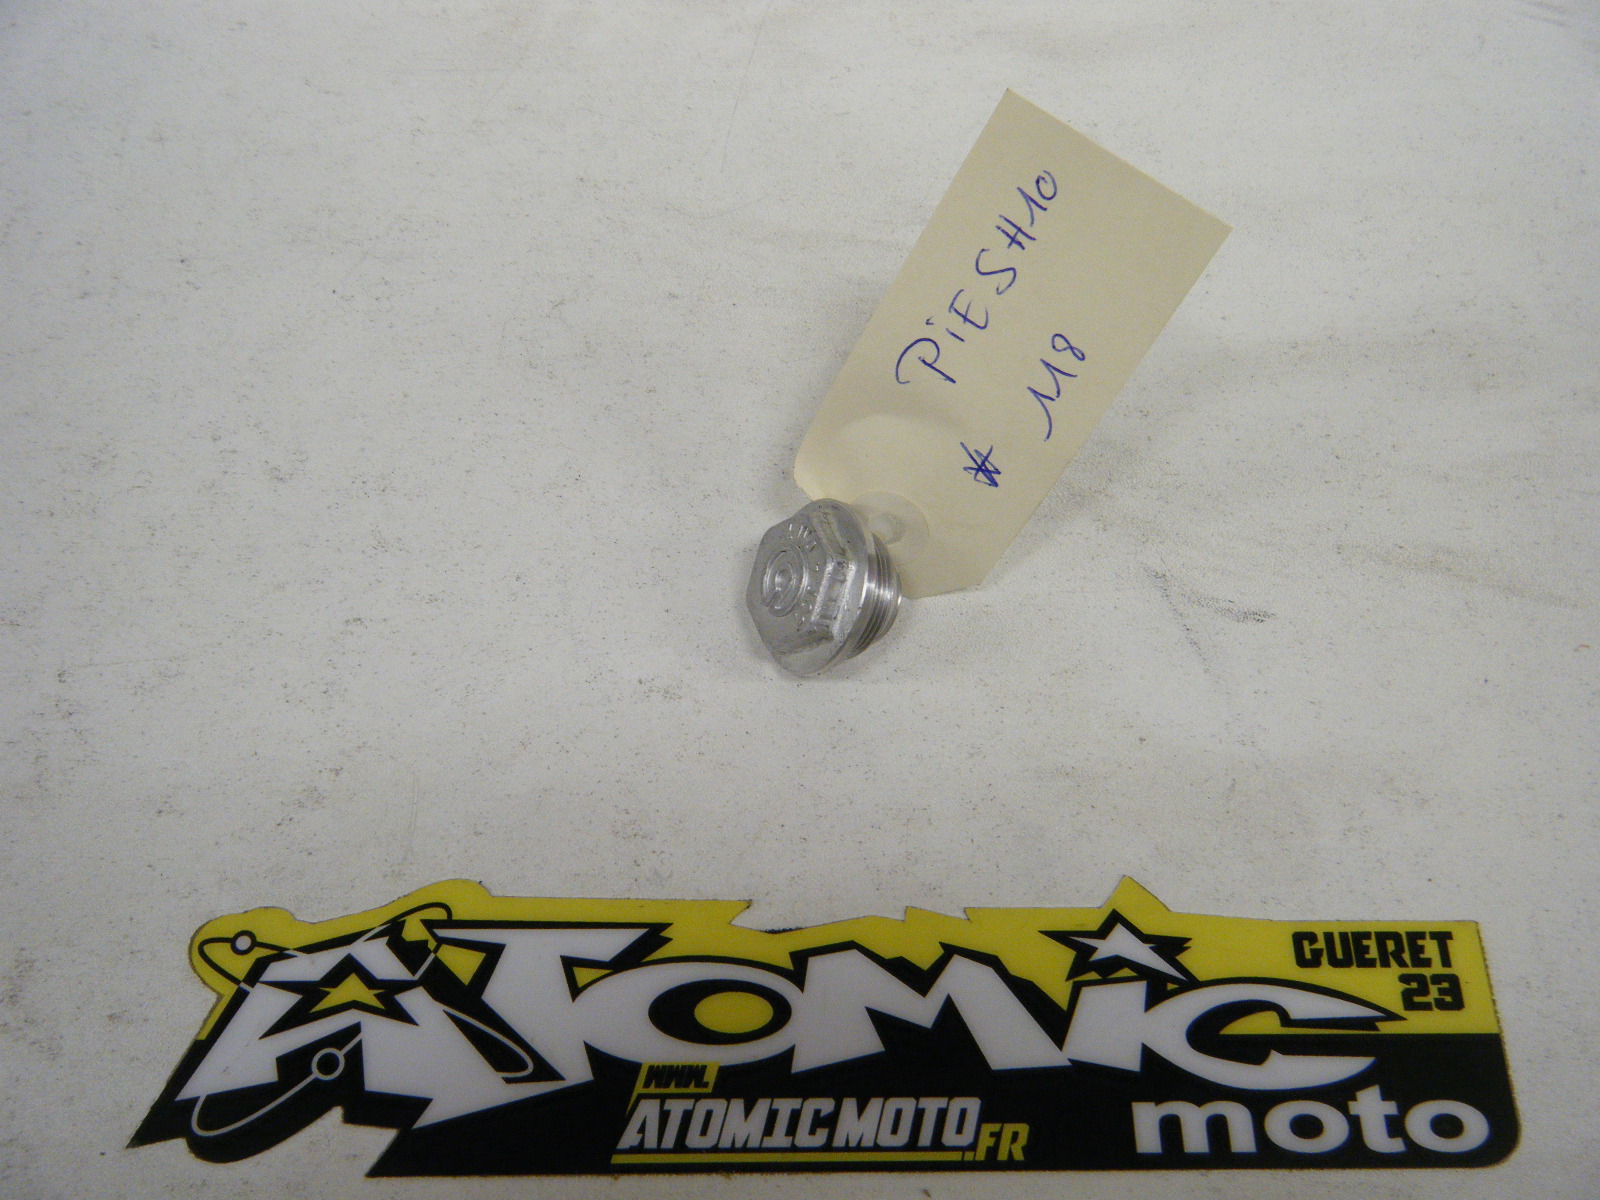 PiESH10
* 118
ATOMIC
GUERET
23
moto
WWW.
ATOMICMOTO
.FR